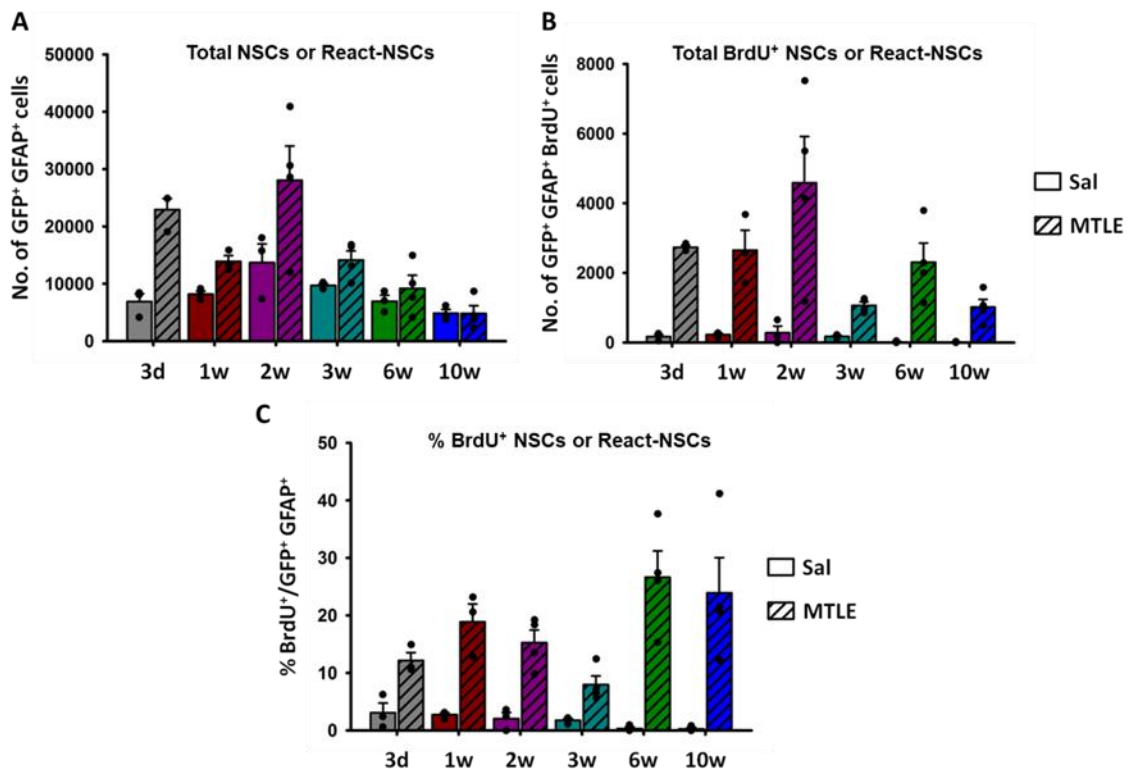 A
Total NSCs or React-NSCs
No. of GFP⁺ GFAP⁺ cells
50000
40000
30000
20000
10000
0
3d 1w 2w 3w 6w 10w
B
Total BrdU⁺ NSCs or React-NSCs
No. of GFP⁺ GFAP⁺ BrdU⁺ cells
8000
6000
4000
2000
0
3d 1w 2w 3w 6w 10w
Sal
MTLE
C
% BrdU⁺ NSCs or React-NSCs
% BrdU⁺/GFP⁺ GFAP⁺
50
40
30
20
10
0
3d 1w 2w 3w 6w 10w
Sal
MTLE